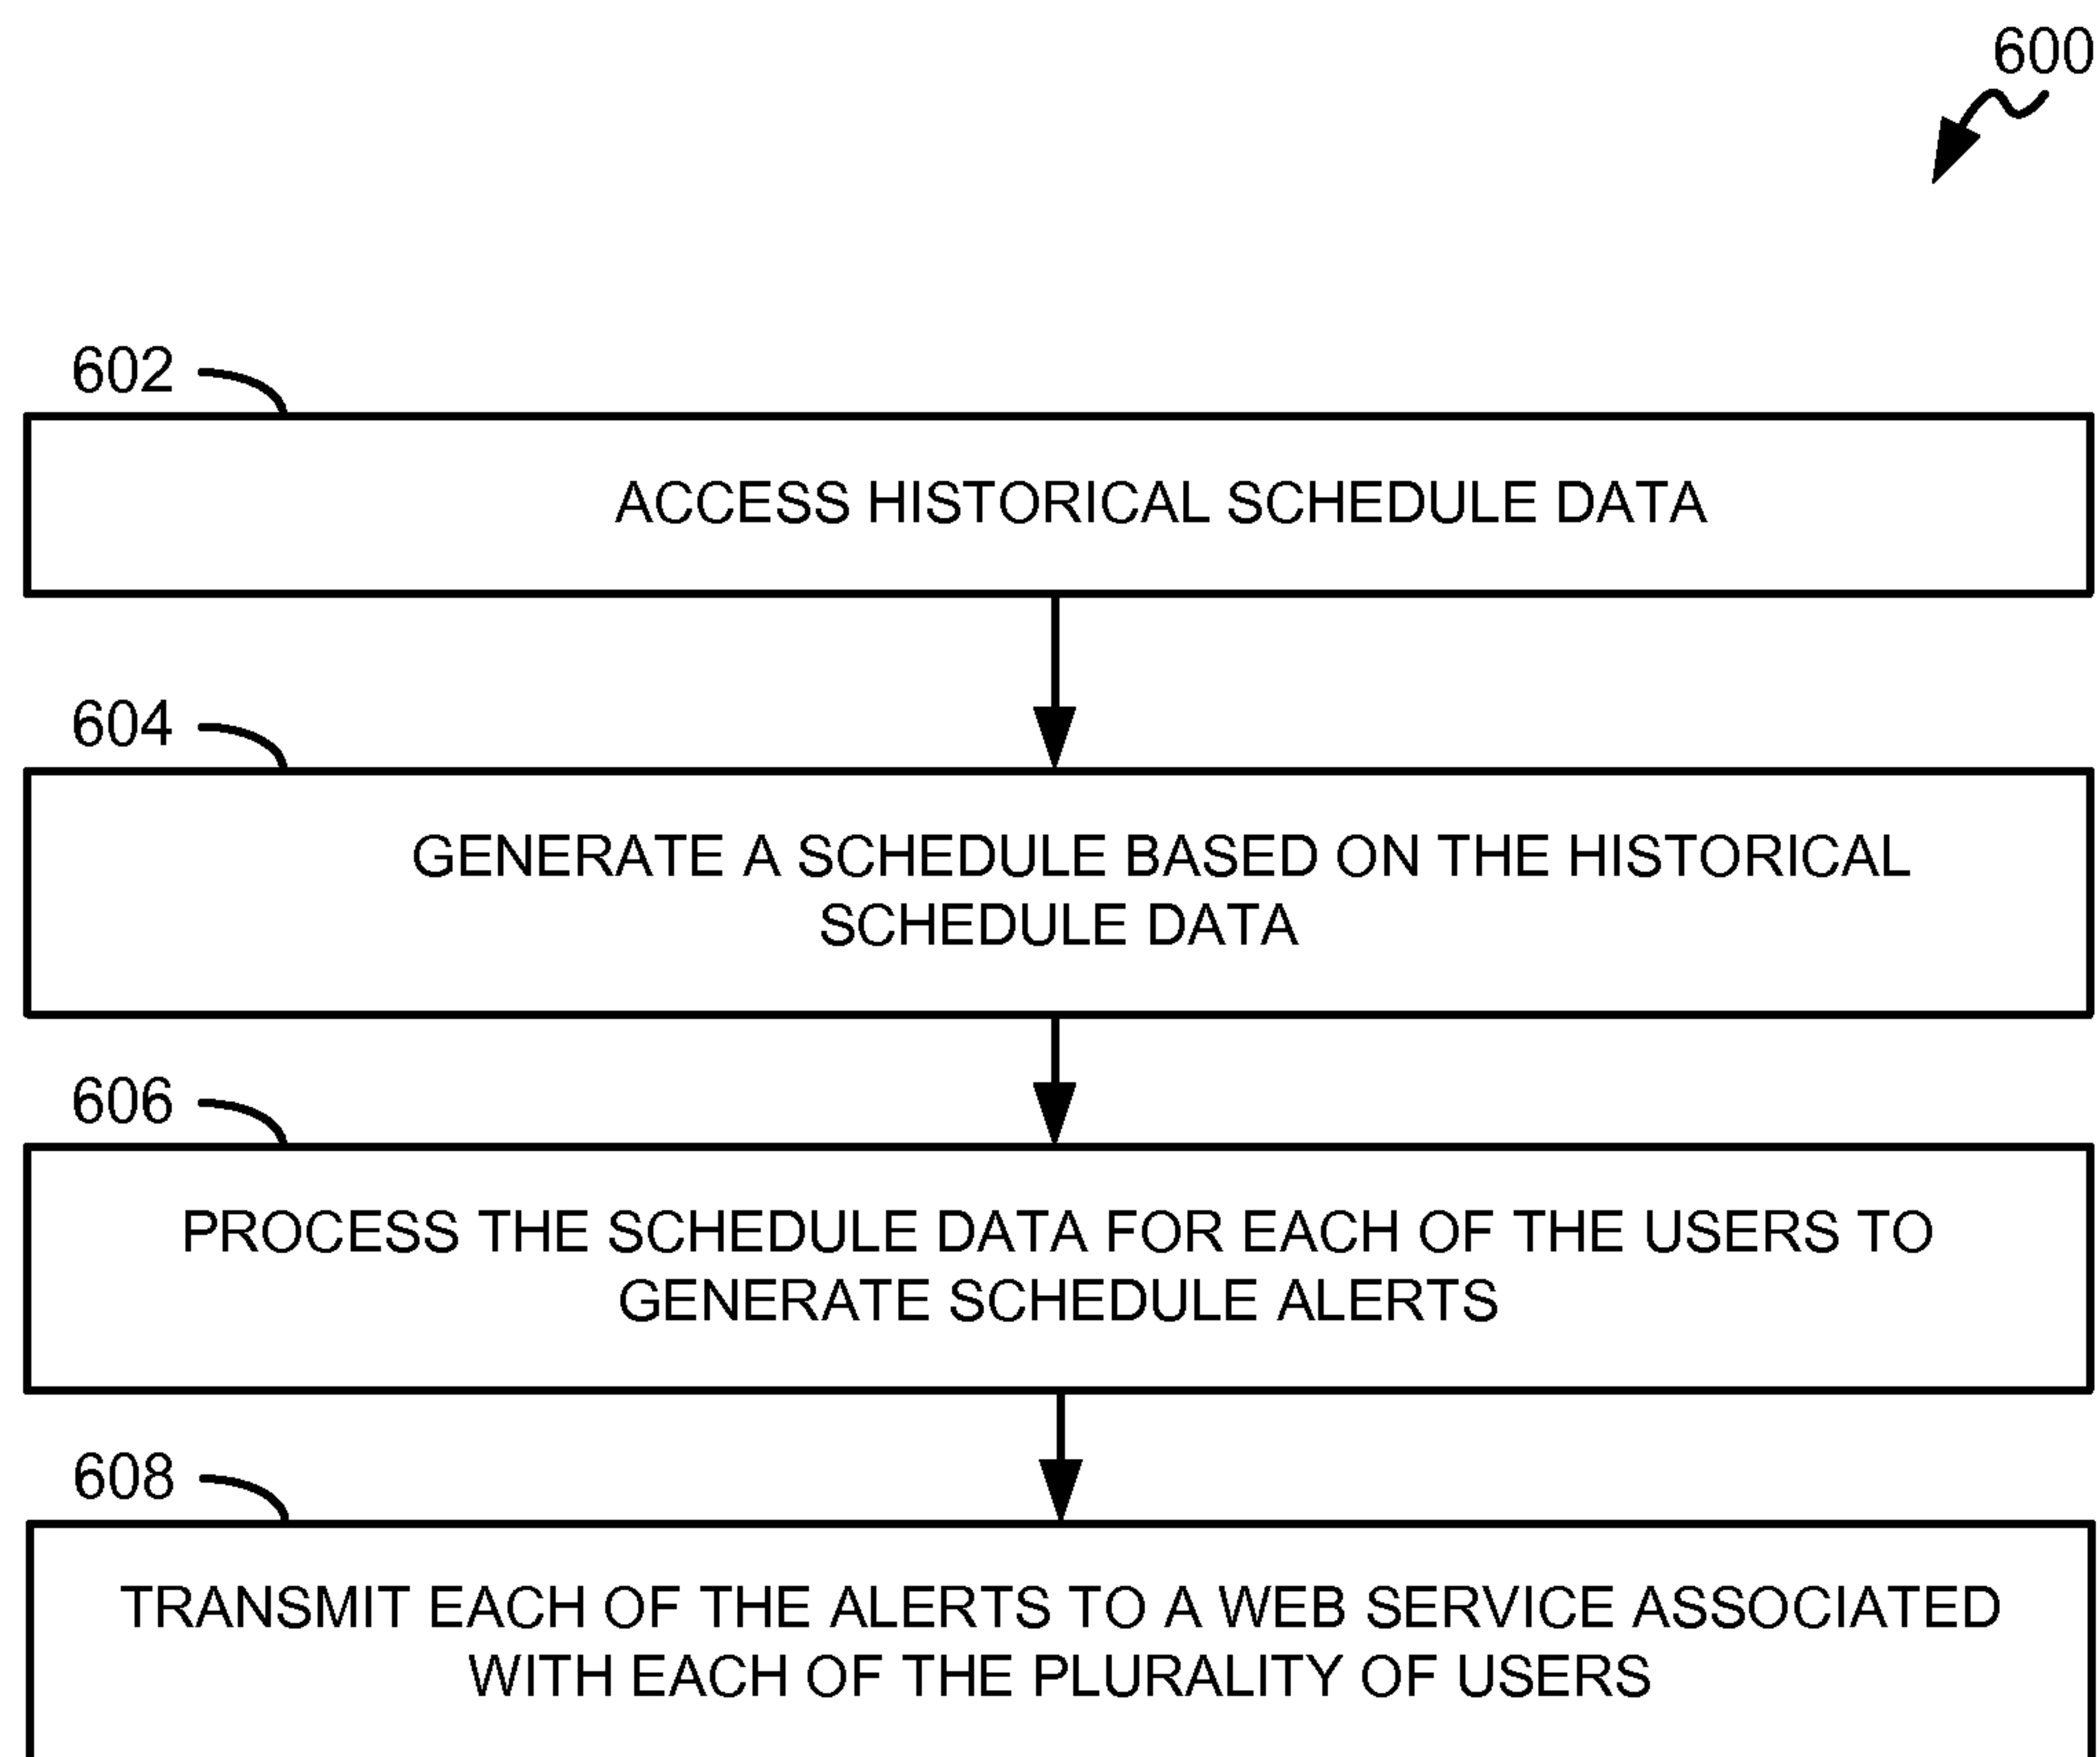 600
602
ACCESS HISTORICAL SCHEDULE DATA
604
GENERATE A SCHEDULE BASED ON THE HISTORICAL
SCHEDULE DATA
606
PROCESS THE SCHEDULE DATA FOR EACH OF THE USERS TO
GENERATE SCHEDULE ALERTS
608
TRANSMIT EACH OF THE ALERTS TO A WEB SERVICE ASSOCIATED
WITH EACH OF THE PLURALITY OF USERS